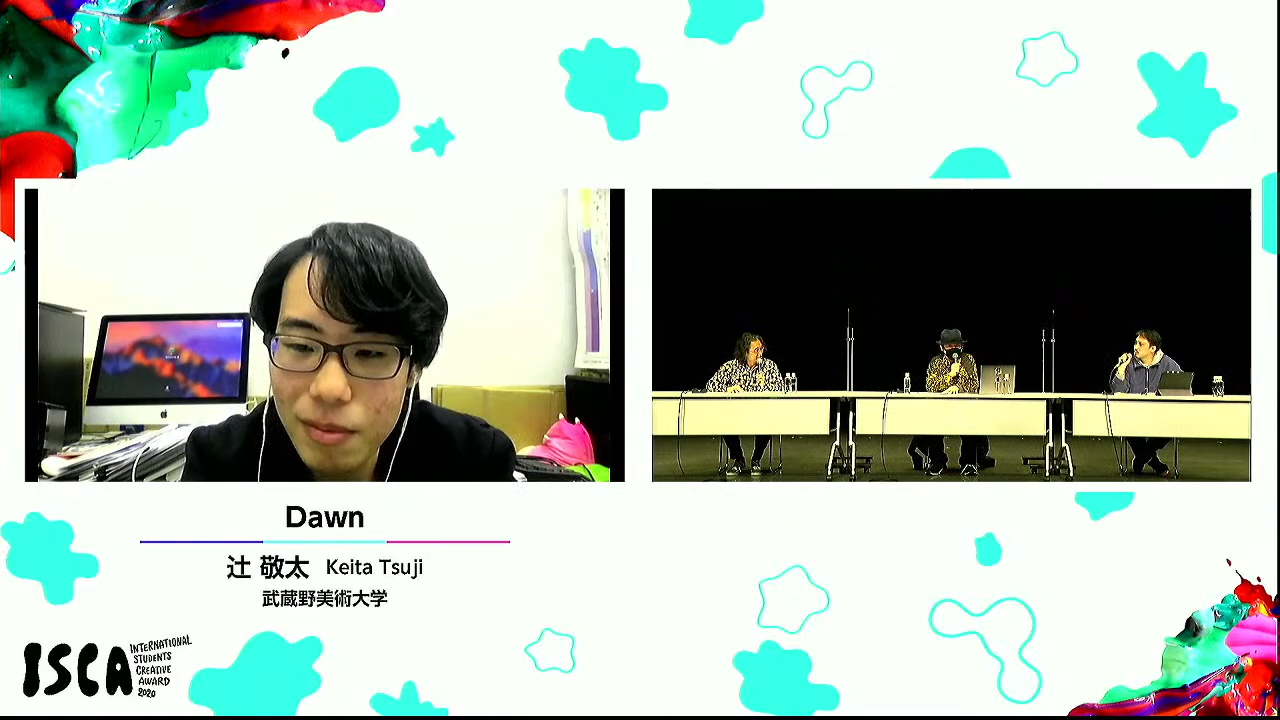 Dawn
辻 敬太 Keita Tsuji
武蔵野美術大学
ISCA
INTERNATIONAL
STUDENTS
CREATIVE
AWARD
2020